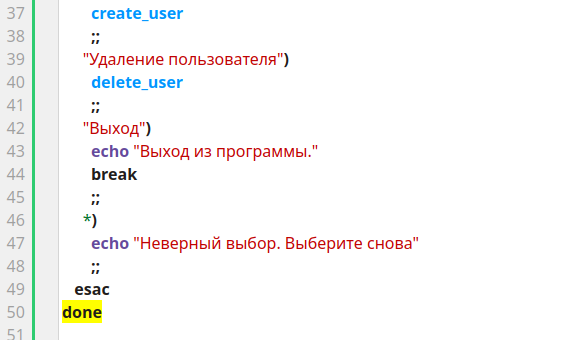 37 create_user
38 ;;
39 "Удаление пользователя")
40 delete_user
41 ;;
42 "Выход")
43 echo "Выход из программы."
44 break
45 ;;
46 *)
47 echo "Неверный выбор. Выберите снова"
48 ;;
49 esac
50 done
51